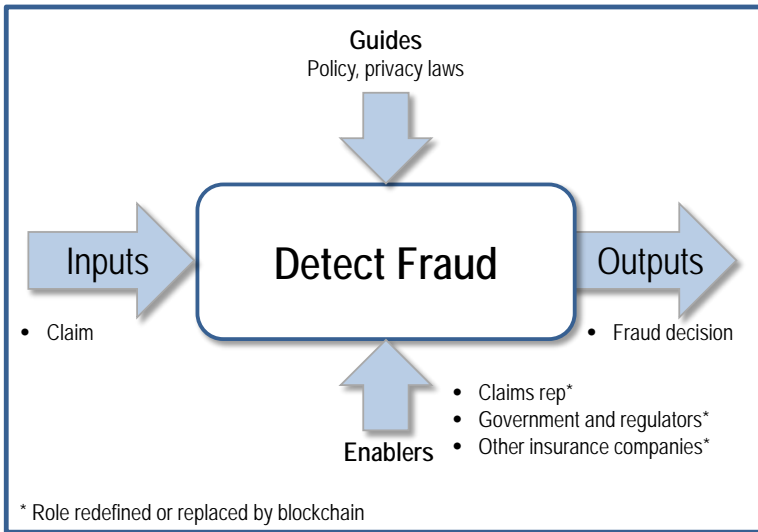 Guides
Policy, privacy laws
Inputs
Detect Fraud
Outputs
• Claim
• Fraud decision
Enablers
• Claims rep*
• Government and regulators*
• Other insurance companies*
* Role redefined or replaced by blockchain